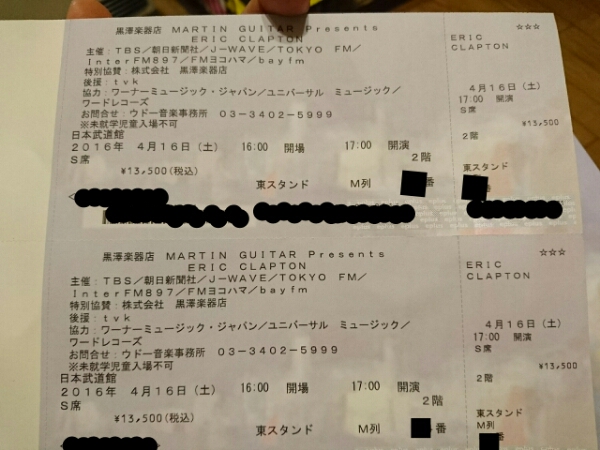 黒澤楽器店 MARTIN GUITAR Presents
ERIC CLAPTON
主催：TBS／朝日新聞社／J－WAVE／TOKYO FM／
InterFM897／FMヨコハマ／bayfm
特別協賛：株式会社 黒澤楽器店
後援：tvk
協力：ワーナーミュージック・ジャパン／ユニバーサル ミュージック／
ワードレコーズ
お問合せ：ウドー音楽事務所 03－3402－5999
※未就学児童入場不可
日本武道館
2016年 4月16日（土） 16:00 開場 17:00 開演
S席 2階
¥13,500(税込)
東スタンド M列 番
☆☆☆
ERIC
CLAPTON
4月16日（土）
17:00 開演
S席
¥13,500
2階
東スタンド
M列
番
黒澤楽器店 MARTIN GUITAR Presents
ERIC CLAPTON
主催：TBS／朝日新聞社／J－WAVE／TOKYO FM／
InterFM897／FMヨコハマ／bayfm
特別協賛：株式会社 黒澤楽器店
後援：tvk
協力：ワーナーミュージック・ジャパン／ユニバーサル ミュージック／
ワードレコーズ
お問合せ：ウドー音楽事務所 03－3402－5999
※未就学児童入場不可
日本武道館
2016年 4月16日（土） 16:00 開場 17:00 開演
S席 2階
¥13,500(税込)
東スタンド M列 番
☆☆☆
ERIC
CLAPTON
4月16日（土）
17:00 開演
S席
¥13,500
2階
東スタンド
M列
番